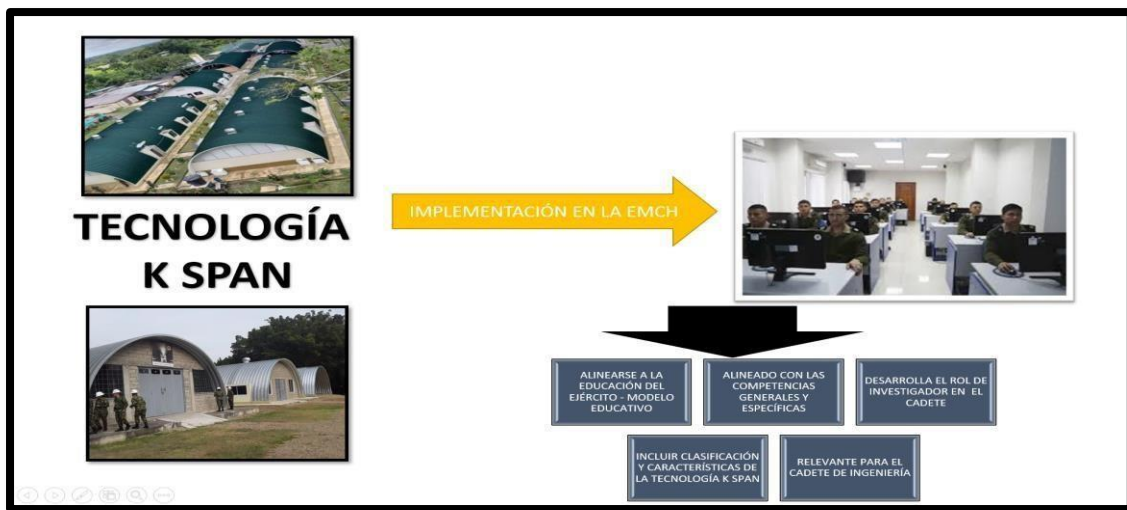 TECNOLOGÍA
K SPAN
IMPLEMENTACIÓN EN LA EMCH
ALINEARSE A LA
EDUCACIÓN DEL
EJÉRCITO - MODELO
EDUCATIVO
ALINEADO CON LAS
COMPETENCIAS
GENERALES Y
ESPECÍFICAS
DESARROLLA EL ROL DE
INVESTIGADOR EN EL
CADETE
INCLUIR CLASIFICACIÓN
Y CARACTERÍSTICAS DE
LA TECNOLOGÍA K SPAN
RELEVANTE PARA EL
CADETE DE INGENIERÍA